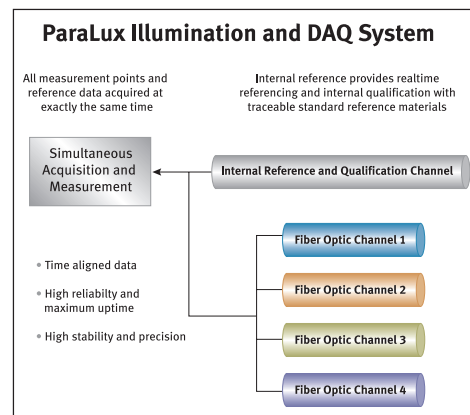 ParaLux Illumination and DAQ System
All measurement points and
reference data acquired at
exactly the same time
Internal reference provides realtime
referencing and internal qualification with
traceable standard reference materials
Simultaneous
Acquisition and
Measurement
Internal Reference and Qualification Channel
Fiber Optic Channel 1
Fiber Optic Channel 2
Fiber Optic Channel 3
Fiber Optic Channel 4
• Time aligned data
• High reliabilty and
maximum uptime
• High stability and precision